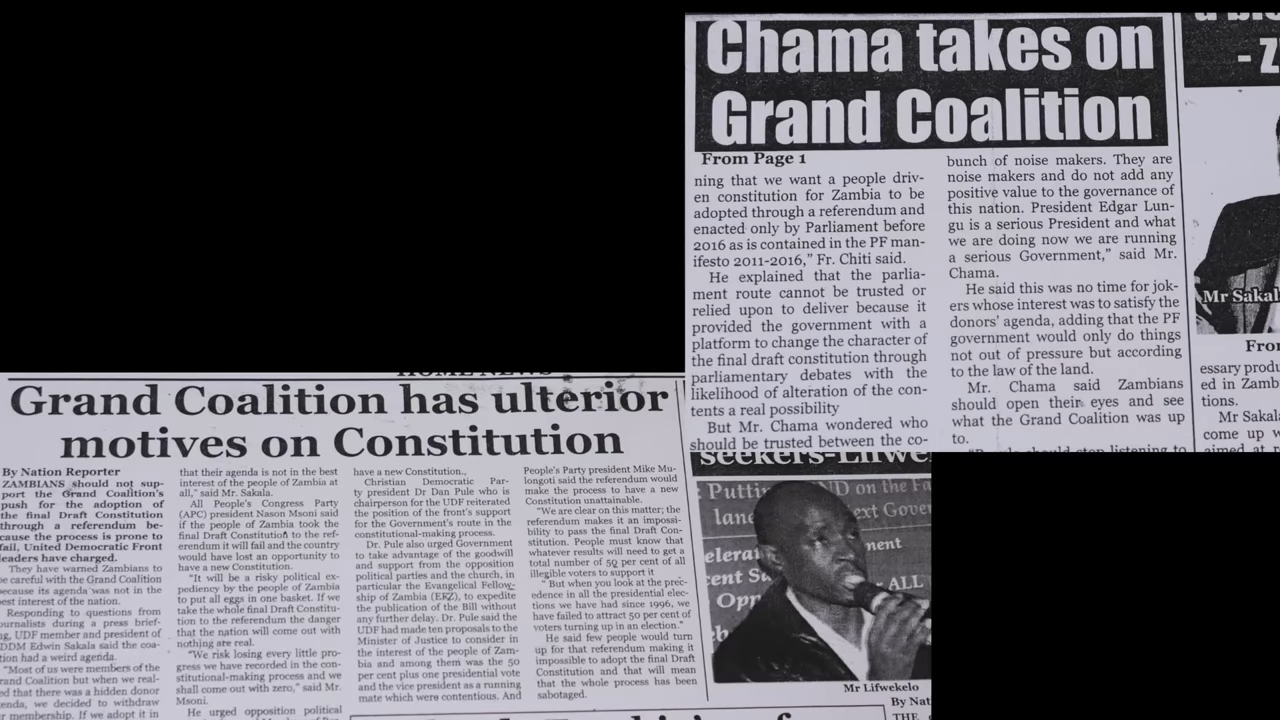 Chama takes on
Grand Coalition
From Page 1
ning that we want a people driv-
en constitution for Zambia to be
adopted through a referendum and
enacted only by Parliament before
2016 as is contained in the PF man-
ifesto 2011-2016,” Fr. Chiti said.
He explained that the parlia-
ment route cannot be trusted or
relied upon to deliver because it
provided the government with a
platform to change the character of
the final draft constitution through
parliamentary debates with the
likelihood of alteration of the con-
tents a real possibility
But Mr. Chama wondered who
should be trusted between the co-
bunch of noise makers. They are
noise makers and do not add any
positive value to the governance of
this nation. President Edgar Lun-
gu is a serious President and what
we are doing now we are running
a serious Government,” said Mr.
Chama.
He said this was no time for jok-
ers whose interest was to satisfy the
donors’ agenda, adding that the PF
government would only do things
not out of pressure but according
to the law of the land.
Mr. Chama said Zambians
should open their eyes and see
what the Grand Coalition was up
to.
stop listening to
- Z
Mr Sakal
From
essary produ
ed in Zamb
tions.
Mr Sakala
come up w
aimed at r
HOME NEWS
Grand Coalition has ulterior
motives on Constitution
By Nation Reporter
ZAMBIANS should not sup-
port the Grand Coalition’s
push for the adoption of
the final Draft Constitution
through a referendum be-
cause the process is prone to
fail, United Democratic Front
leaders have charged.
They have warned Zambians to
be careful with the Grand Coalition
because its agenda was not in the
best interest of the nation.
Responding to questions from
journalists during a press brief-
ing, UDF member and president of
DDM Edwin Sakala said the coa-
tion had a weird agenda.
“Most of us were members of the
rand Coalition but when we real-
ed that there was a hidden donor
enda, we decided to withdraw
r membership. If we adopt it in
that their agenda is not in the best
interest of the people of Zambia at
all,” said Mr. Sakala.
All People’s Congress Party
(APC) president Nason Msoni said
if the people of Zambia took the
final Draft Constitution to the ref-
erendum it will fail and the country
would have lost an opportunity to
have a new Constitution.
“It will be a risky political ex-
pediency by the people of Zambia
to put all eggs in one basket. If we
take the whole final Draft Constitu-
tion to the referendum the danger
that the nation will come out with
nothing are real.
“We risk losing every little pro-
gress we have recorded in the con-
stitutional-making process and we
shall come out with zero,” said Mr.
Msoni.
He urged opposition political
have a new Constitution.,
Christian Democratic Par-
ty president Dr Dan Pule who is
chairperson for the UDF reiterated
the position of the front’s support
for the Government’s route in the
constitutional-making process.
Dr. Pule also urged Government
to take advantage of the goodwill
and support from the opposition
political parties and the church, in
particular the Evangelical Fellow-
ship of Zambia (EFZ), to expedite
the publication of the Bill without
any further delay. Dr. Pule said the
UDF had made ten proposals to the
Minister of Justice to consider in
the interest of the people of Zam-
bia and among them was the 50
per cent plus one presidential vote
and the vice president as a running
mate which were contentious. And
People’s Party president Mike Mu-
longoti said the referendum would
make the process to have a new
Constitution unattainable.
“We are clear on this matter; the
referendum makes it an impossi-
bility to pass the final Draft Con-
stitution. People must know that
whatever results will need to get a
total number of 50 per cent of all
illegible voters to support it
“ But when you look at the prec-
edence in all the presidential elec-
tions we have had since 1996, we
have failed to attract 50 per cent of
voters turning up in an election.”
He said few people would turn
up for that referendum making it
impossible to adopt the final Draft
Constitution and that will mean
that the whole process has been
sabotaged.
seekers-Lifwe
Puttin ND on the Fa
lane ext Gover
elerat ment
cent Su
ALL
Opp
Mr Lifwekelo
By Nat
THE